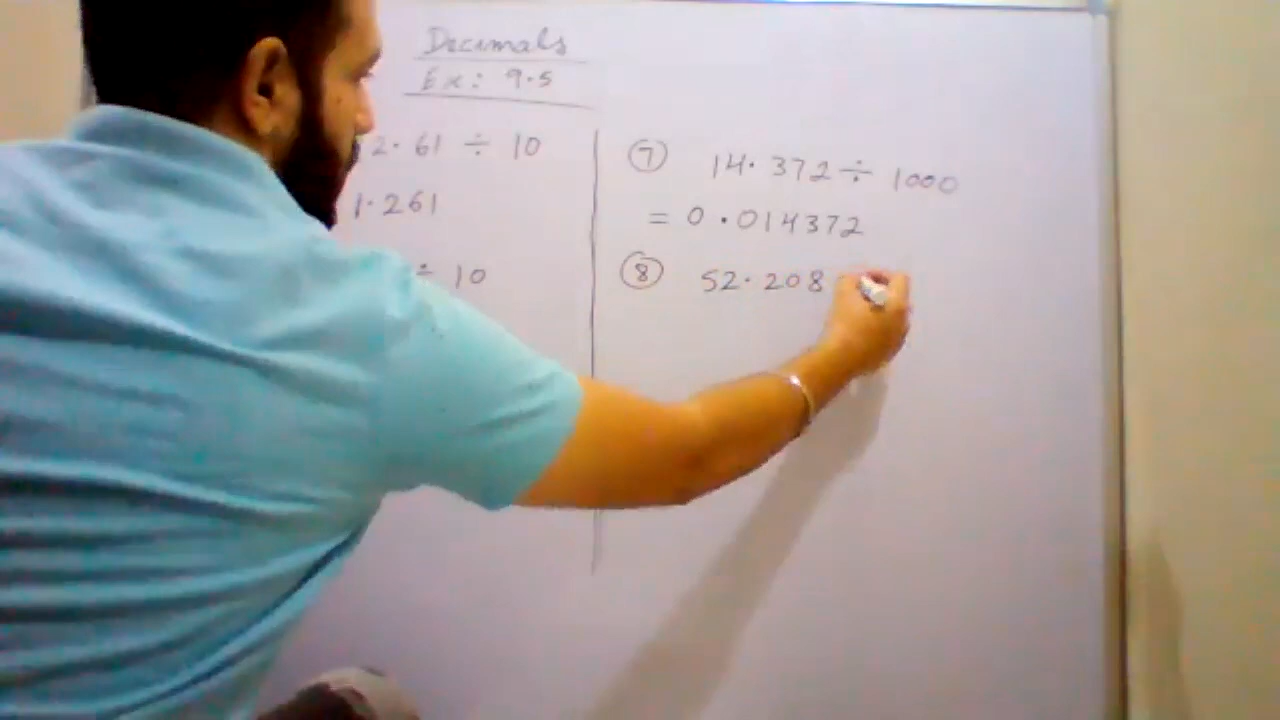 Decimals
Ex: 9.5
2.61 ÷ 10
1.261
÷ 10
⑦ 14.372 ÷ 1000
= 0.014372
⑧ 52.208